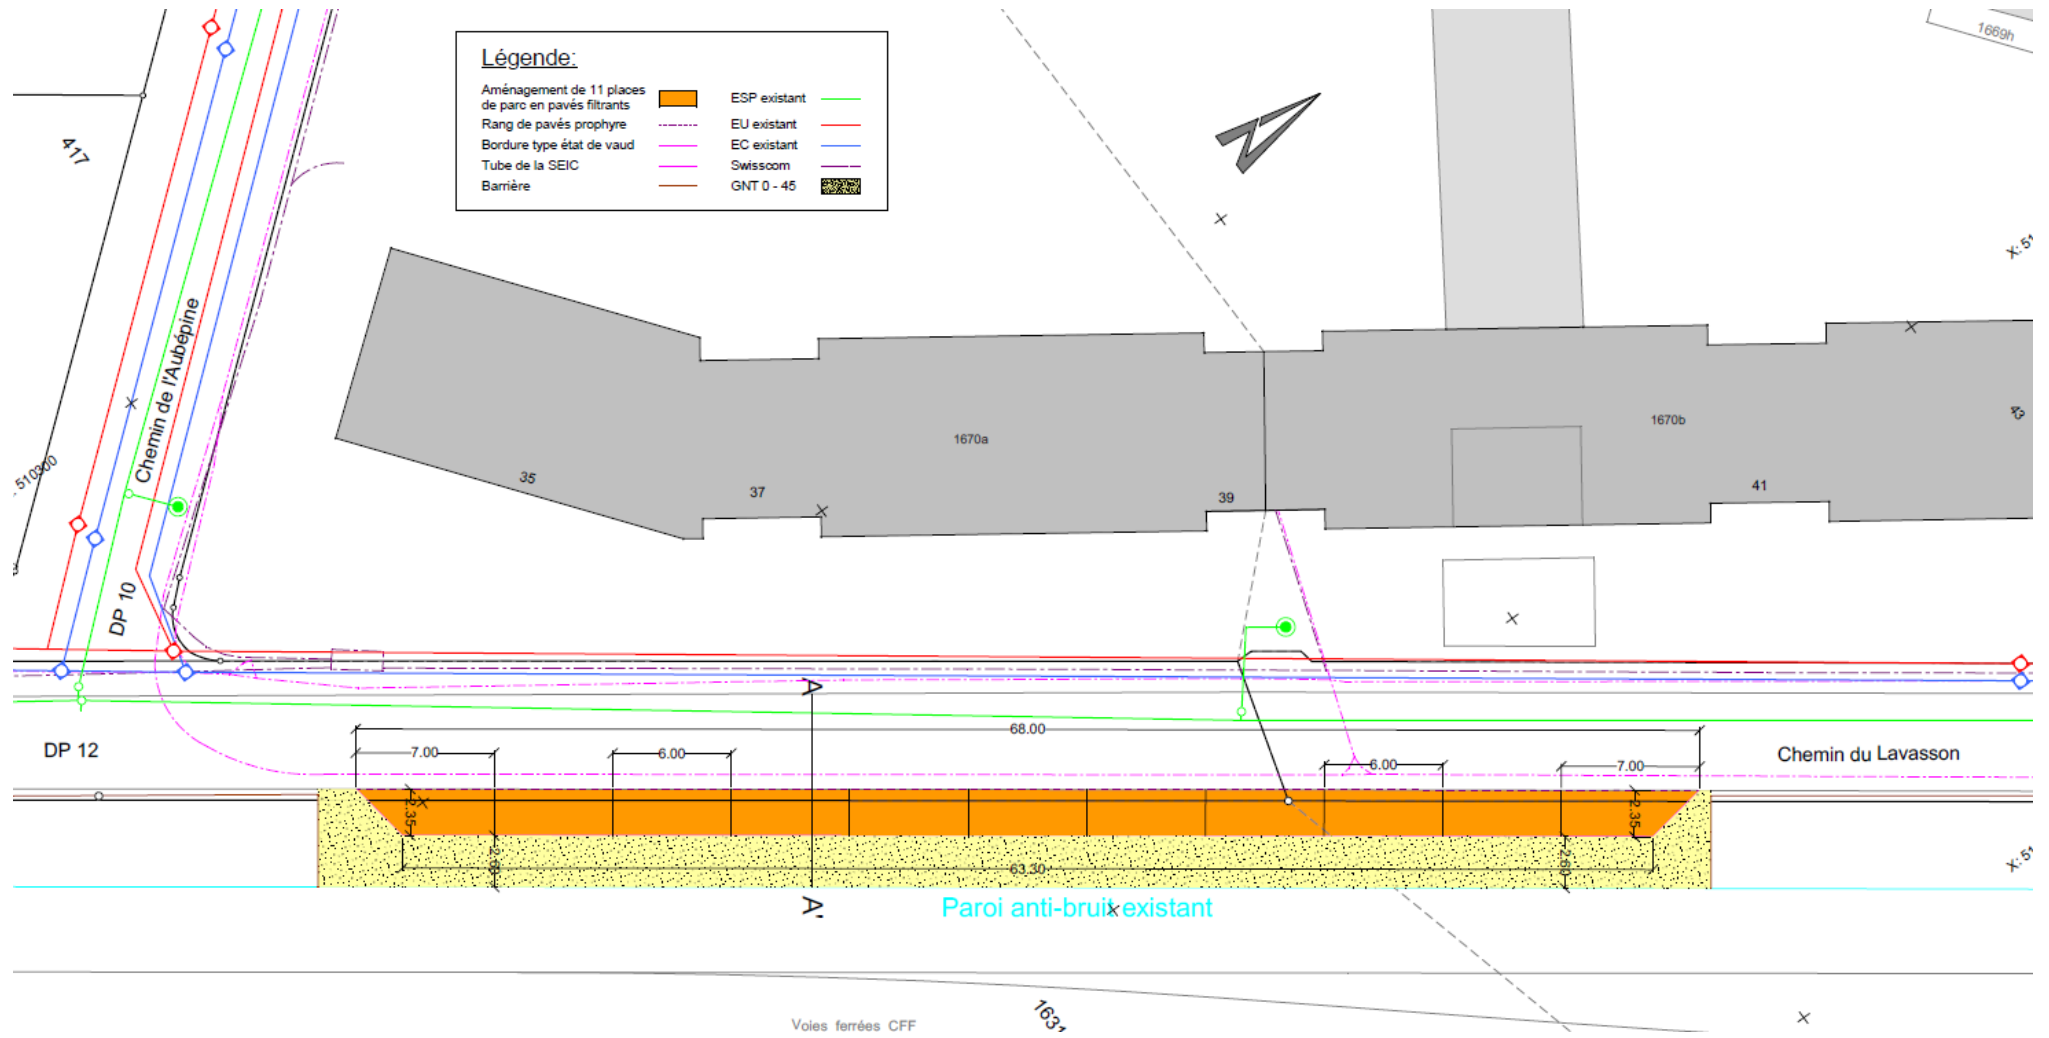 1669h
Légende:
Aménagement de 11 places
de parc en pavés filtrants
Rang de pavés prophyre
Bordure type état de vaud
Tube de la SEIC
Barrière
ESP existant
EU existant
EC existant
Swisscom
GNT 0 - 45
417
X: 51
Chemin de l'Aubépine
1670a
1670b
43
510300
35
37
39
41
DP 10
A
68.00
DP 12
7.00
6.00
6.00
7.00
Chemin du Lavasson
2.35
2.35
2.60
2.60
63.30
X: 51
A'
Paroi anti-bruit existant
Voies ferrées CFF
1631